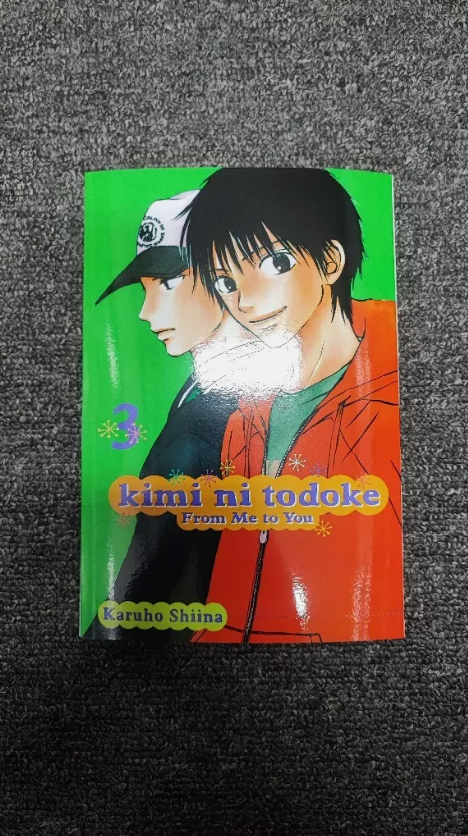 3
kimi ni todoke
From Me to You
Karuho Shiina